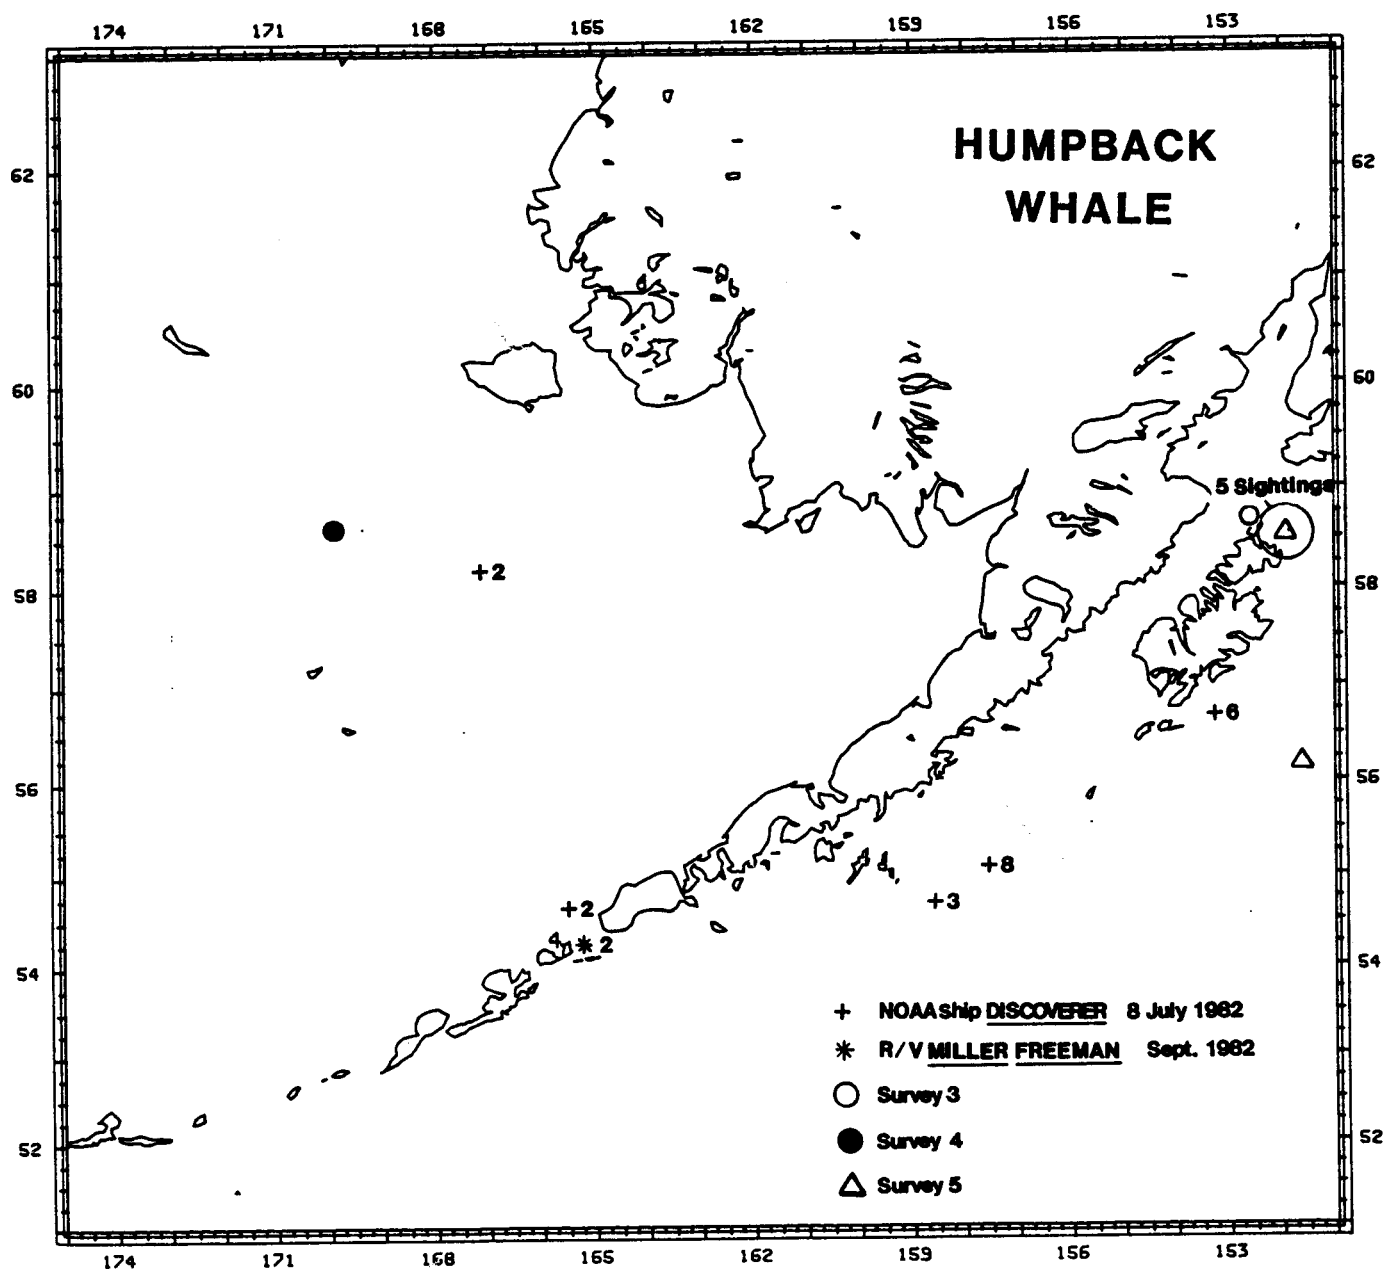 174 171 168 165 162 159 156 153
HUMPBACK
WHALE
62 62
60 60
5 Sightings
+2
58 58
+6
56 56
+8
+3
+2
* 2
54 54
+ NOAA ship DISCOVERER 8 July 1982
* R/V MILLER FREEMAN Sept. 1982
Survey 3
Survey 4
52 52
Survey 5
174 171 168 165 162 159 156 153